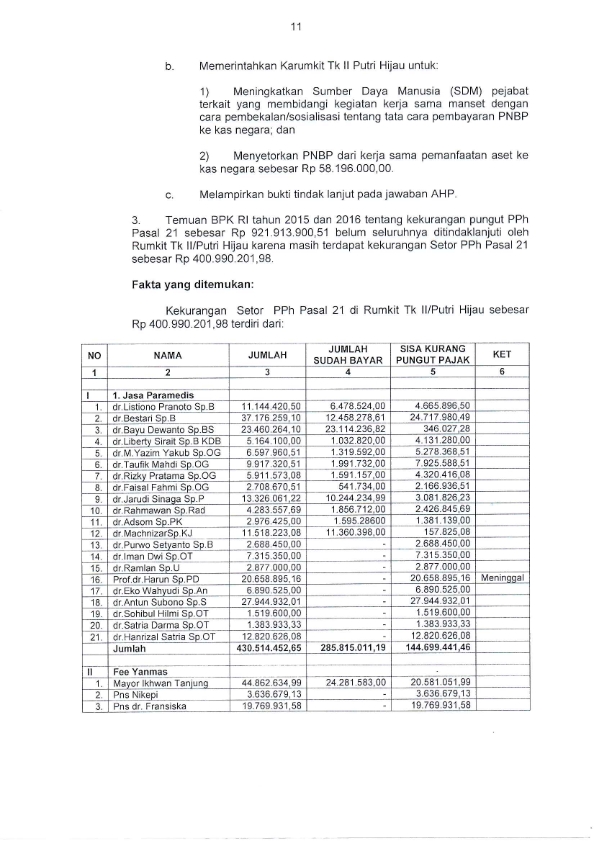 11
b. Memerintahkan Karumkit Tk II Putri Hijau untuk:
1) Meningkatkan Sumber Daya Manusia (SDM) pejabat
terkait yang membidangi kegiatan kerja sama manset dengan
cara pembekalan/sosialisasi tentang tata cara pembayaran PNBP
ke kas negara; dan
2) Menyetorkan PNBP dari kerja sama pemanfaatan aset ke
kas negara sebesar Rp 58.196.000,00.
c. Melampirkan bukti tindak lanjut pada jawaban AHP.
3. Temuan BPK RI tahun 2015 dan 2016 tentang kekurangan pungut PPh
Pasal 21 sebesar Rp 921.913.900,51 belum seluruhnya ditindaklanjuti oleh
Rumkit Tk II/Putri Hijau karena masih terdapat kekurangan Setor PPh Pasal 21
sebesar Rp 400.990.201,98.
Fakta yang ditemukan:
Kekurangan Setor PPh Pasal 21 di Rumkit Tk II/Putri Hijau sebesar
Rp 400.990.201,98 terdiri dari:
NO NAMA JUMLAH JUMLAH SUDAH BAYAR SISA KURANG PUNGUT PAJAK KET
1 2 3 4 5 6
I 1. Jasa Paramedis
1. dr.Listiono Pranoto Sp.B 11.144.420,50 6.478.524,00 4.665.896,50
2. dr.Bestari Sp.B 37.176.259,10 12.458.278,61 24.717.980,49
3. dr.Bayu Dewanto Sp.BS 23.460.264,10 23.114.236,82 346.027,28
4. dr.Liberty Sirait Sp.B KDB 5.164.100,00 1.032.820,00 4.131.280,00
5. dr.M.Yazim Yakub Sp.OG 6.597.960,51 1.319.592,00 5.278.368,51
6. dr.Taufik Mahdi Sp.OG 9.917.320,51 1.991.732,00 7.925.588,51
7. dr.Rizky Pratama Sp.OG 5.911.573,08 1.591.157,00 4.320.416,08
8. dr.Faisal Fahmi Sp.OG 2.708.670,51 541.734,00 2.166.936,51
9. dr.Jarudi Sinaga Sp.P 13.326.061,22 10.244.234,99 3.081.826,23
10. dr.Rahmawan Sp.Rad 4.283.557,69 1.856.712,00 2.426.845,69
11. dr.Adsom Sp.PK 2.976.425,00 1.595.28600 1.381.139,00
12. dr.MachnizarSp.KJ 11.518.223,08 11.360.398,00 157.825,08
13. dr.Purwo Setyanto Sp.B 2.688.450,00 - 2.688.450,00
14. dr.Iman Dwi Sp.OT 7.315.350,00 - 7.315.350,00
15. dr.Ramlan Sp.U 2.877.000,00 - 2.877.000,00
16. Prof.dr.Harun Sp.PD 20.658.895,16 - 20.658.895,16 Meninggal
17. dr.Eko Wahyudi Sp.An 6.890.525,00 - 6.890.525,00
18. dr.Antun Subono Sp.S 27.944.932,01 - 27.944.932,01
19. dr.Sohibul Hilmi Sp.OT 1.519.600,00 - 1.519.600,00
20. dr.Satria Darma Sp.OT 1.383.933,33 - 1.383.933,33
21. dr.Hanrizal Satria Sp.OT 12.820.626,08 - 12.820.626,08
Jumlah 430.514.452,65 285.815.011,19 144.699.441,46
II Fee Yanmas -
1. Mayor Ikhwan Tanjung 44.862.634,99 24.281.583,00 20.581.051,99
2. Pns Nikepi 3.636.679,13 - 3.636.679,13
3. Pns dr. Fransiska 19.769.931,58 - 19.769.931,58